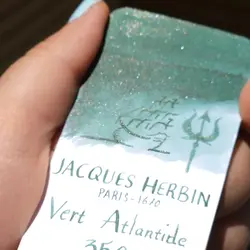 JACQUES HERBIN
PARIS-1670
Vert Atlantide